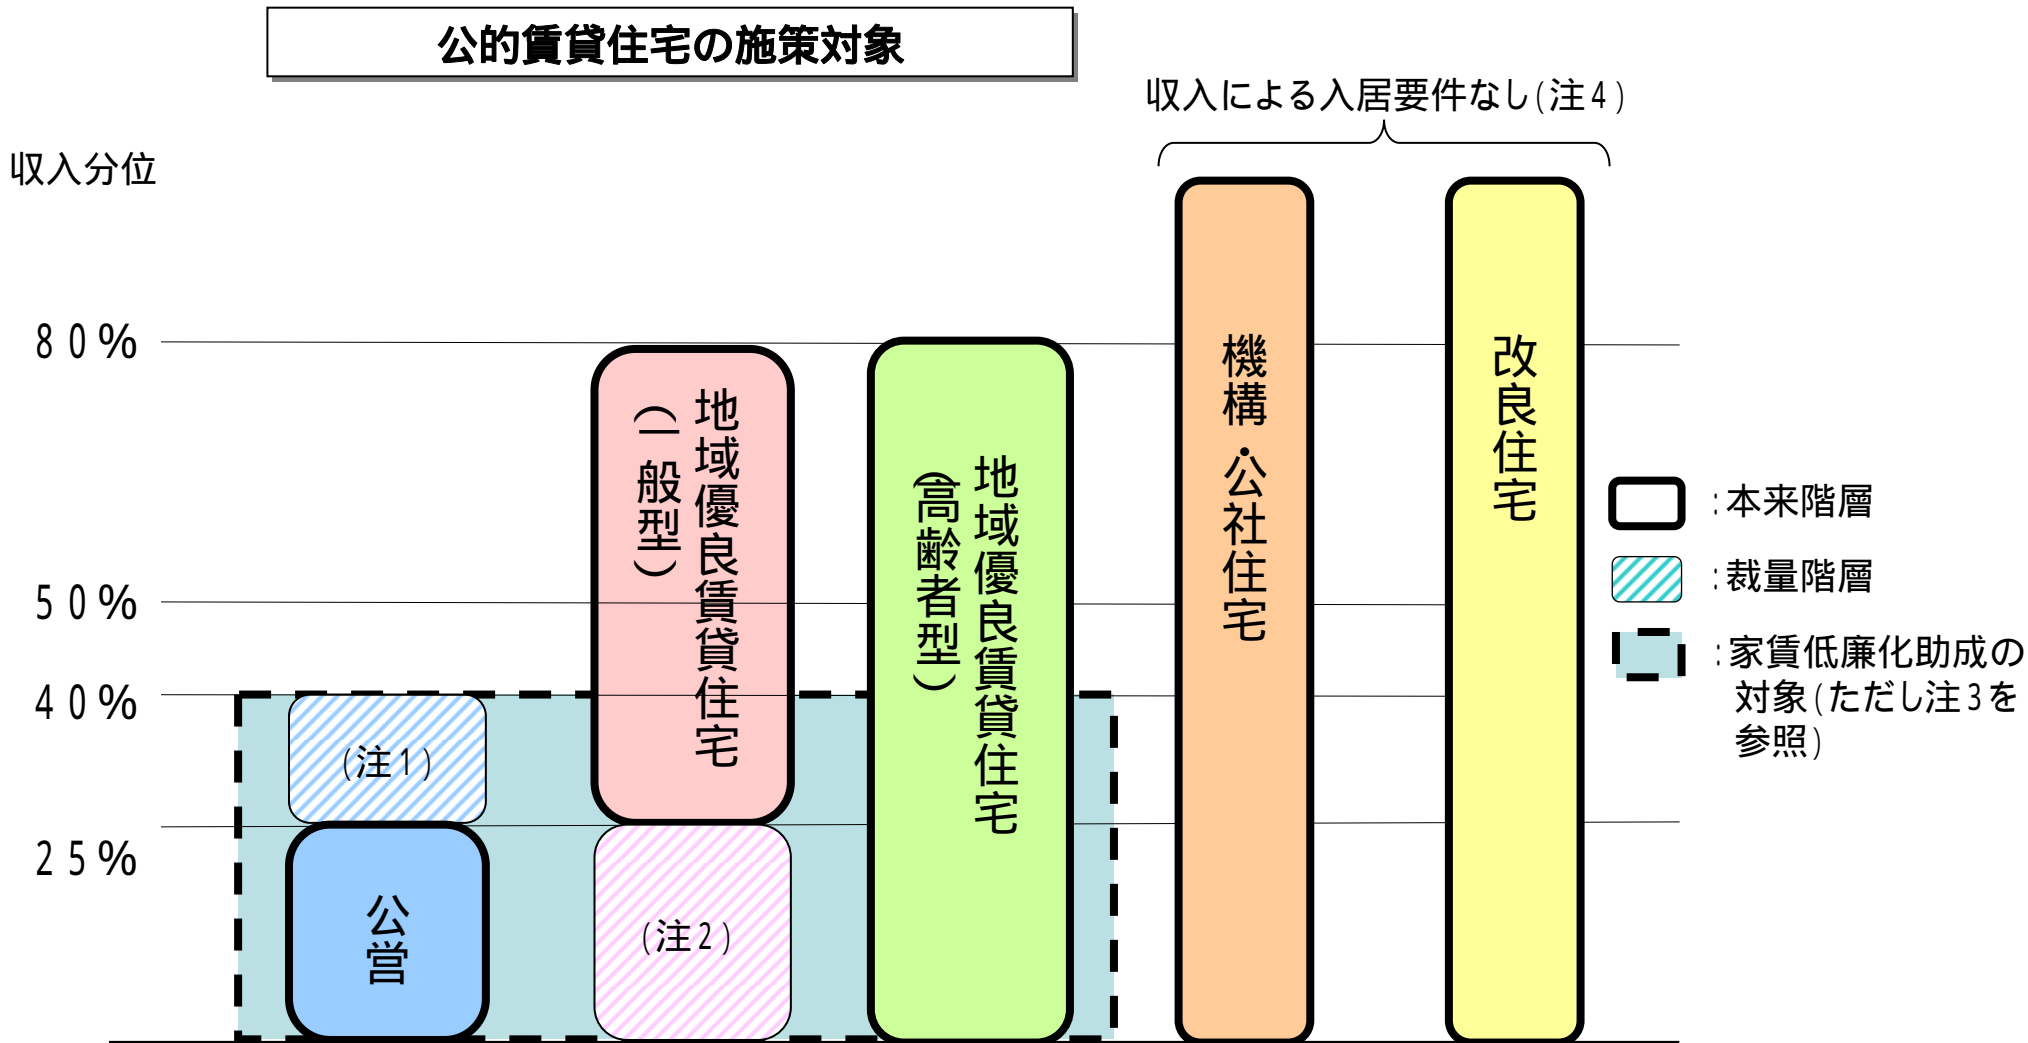 公的賃貸住宅の施策対象
収入による入居要件なし(注4)
収入分位
80%
50%
40%
25%
(注1)
公営
地域優良賃貸住宅
(一般型)
(注2)
地域優良賃貸住宅
(高齢者型)
機構・公社住宅
改良住宅
:本来階層
:裁量階層
:家賃低廉化助成の
対象(ただし注3を
参照)